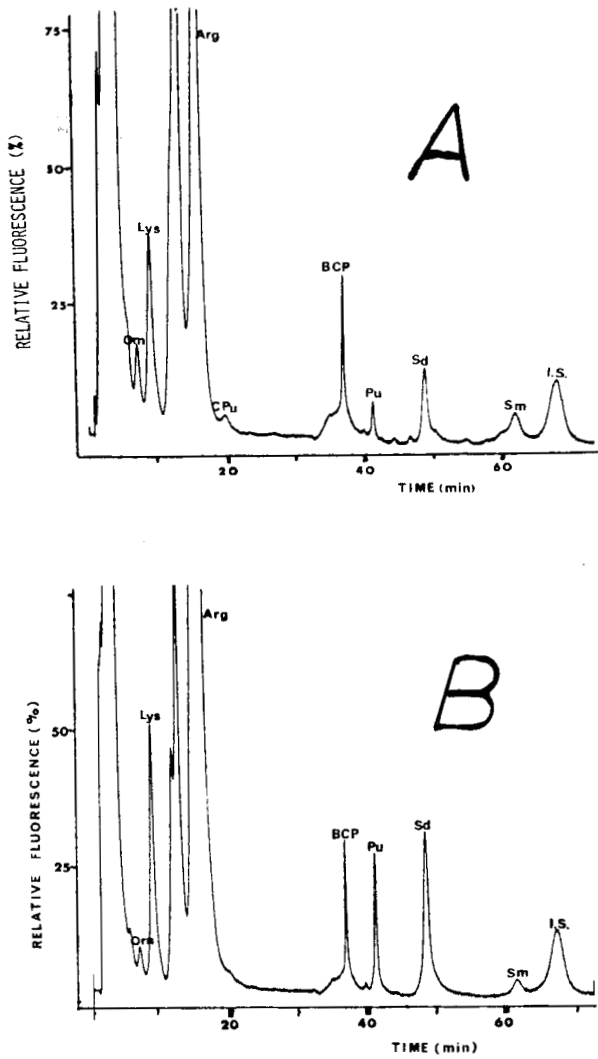 75
Arg
A
50
RELATIVE FLUORESCENCE (%)
Lys
BCP
25
Orn
Pu
Sd
I.S.
CPu
Sm
20
40
60
TIME (min)
Arg
B
RELATIVE FLUORESCENCE (%)
Lys
50
BCP
Pu
Sd
25
Orn
Sm
I.S.
20
40
60
TIME (min)